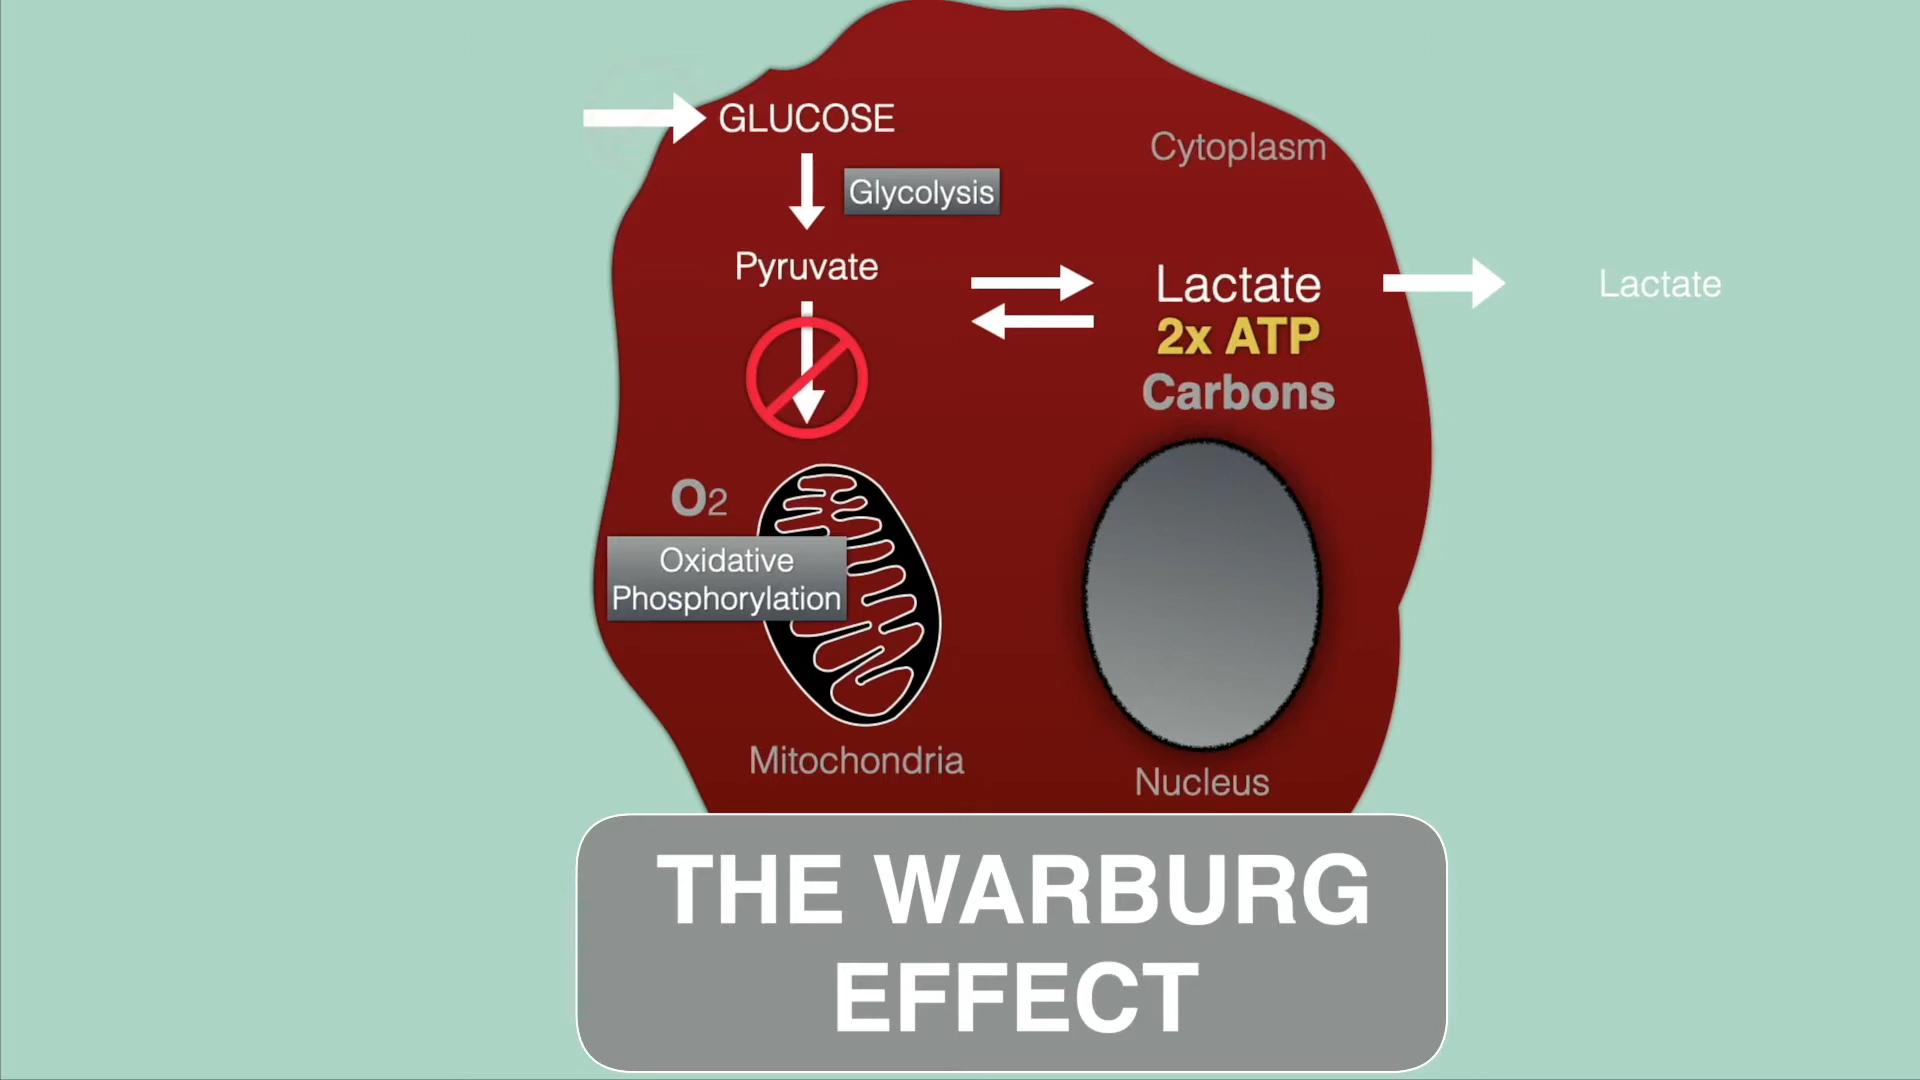 GLUCOSE
Cytoplasm
Glycolysis
Pyruvate
Lactate
Lactate
2x ATP
Carbons
O2
Oxidative
Phosphorylation
Mitochondria
Nucleus
THE WARBURG
EFFECT